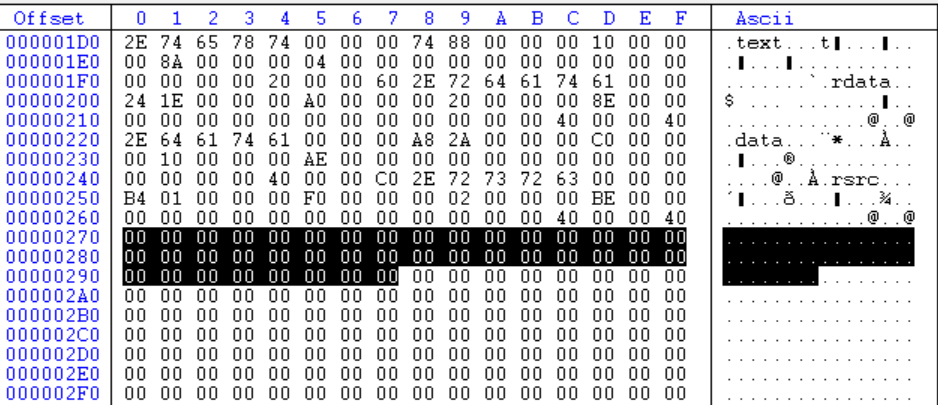 Offset 0 1 2 3 4 5 6 7 8 9 A B C D E F Ascii
000001D0 2E 74 65 78 74 00 00 00 74 88 00 00 00 10 00 00 .text...t▮...▮..
000001E0 00 8A 00 00 00 04 00 00 00 00 00 00 00 00 00 00 .▮...▮..........
000001F0 00 00 00 00 20 00 00 60 2E 72 64 61 74 61 00 00 .... ..`.rdata..
00000200 24 1E 00 00 00 A0 00 00 00 20 00 00 00 8E 00 00 $....... ...▮..
00000210 00 00 00 00 00 00 00 00 00 00 00 00 40 00 00 40 ............@..@
00000220 2E 64 61 74 61 00 00 00 A8 2A 00 00 00 C0 00 00 .data...¨*...À..
00000230 00 10 00 00 00 AE 00 00 00 00 00 00 00 00 00 00 .▮...®..........
00000240 00 00 00 00 40 00 00 C0 2E 72 73 72 63 00 00 00 ....@..À.rsrc...
00000250 B4 01 00 00 00 F0 00 00 00 02 00 00 00 BE 00 00 ´▮...ð...▮...¾..
00000260 00 00 00 00 00 00 00 00 00 00 00 00 40 00 00 40 ............@..@
00000270 00 00 00 00 00 00 00 00 00 00 00 00 00 00 00 00 ................
00000280 00 00 00 00 00 00 00 00 00 00 00 00 00 00 00 00 ................
00000290 00 00 00 00 00 00 00 00 00 00 00 00 00 00 00 00 ................
000002A0 00 00 00 00 00 00 00 00 00 00 00 00 00 00 00 00 ................
000002B0 00 00 00 00 00 00 00 00 00 00 00 00 00 00 00 00 ................
000002C0 00 00 00 00 00 00 00 00 00 00 00 00 00 00 00 00 ................
000002D0 00 00 00 00 00 00 00 00 00 00 00 00 00 00 00 00 ................
000002E0 00 00 00 00 00 00 00 00 00 00 00 00 00 00 00 00 ................
000002F0 00 00 00 00 00 00 00 00 00 00 00 00 00 00 00 00 ................